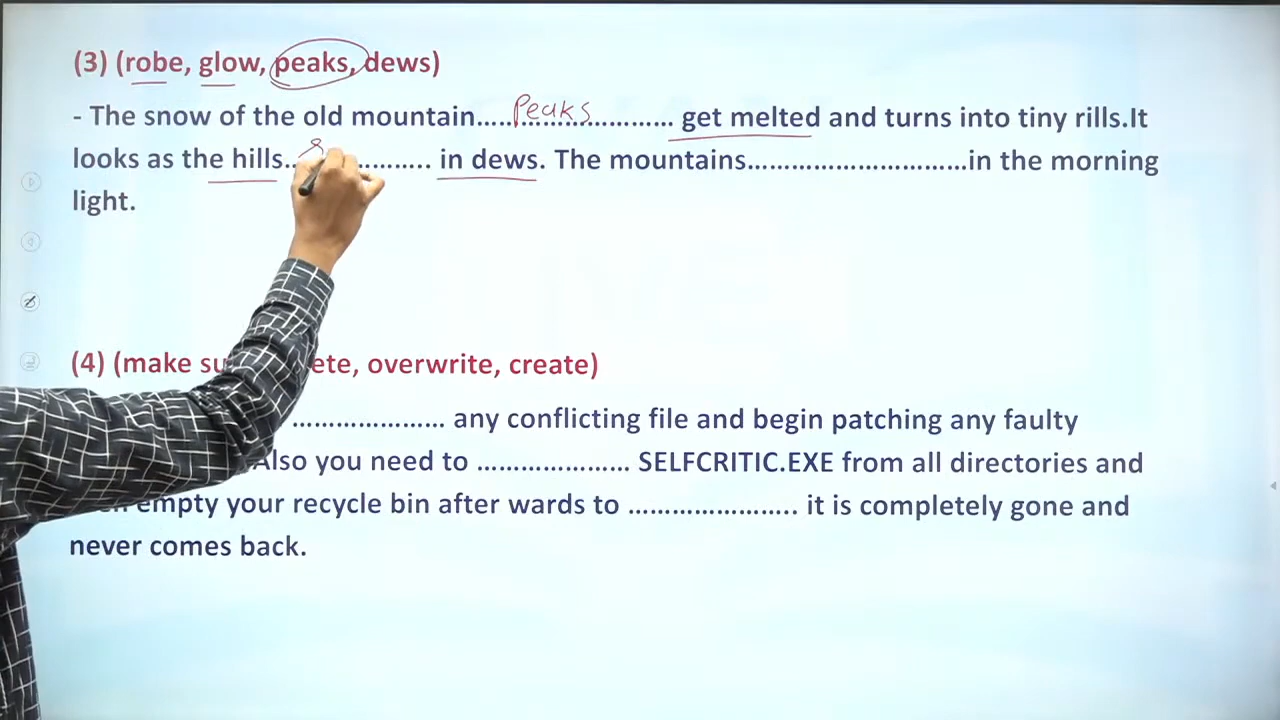 (3) (robe, glow, peaks, dews)
- The snow of the old mountain.....Peaks..................... get melted and turns into tiny rills.It
looks as the hills.................... in dews. The mountains..............................in the morning
light.
(4) (make ete, overwrite, create)
..................... any conflicting file and begin patching any faulty
Also you need to ..................... SELFCRITIC.EXE from all directories and
empty your recycle bin after wards to ....................... it is completely gone and
never comes back.